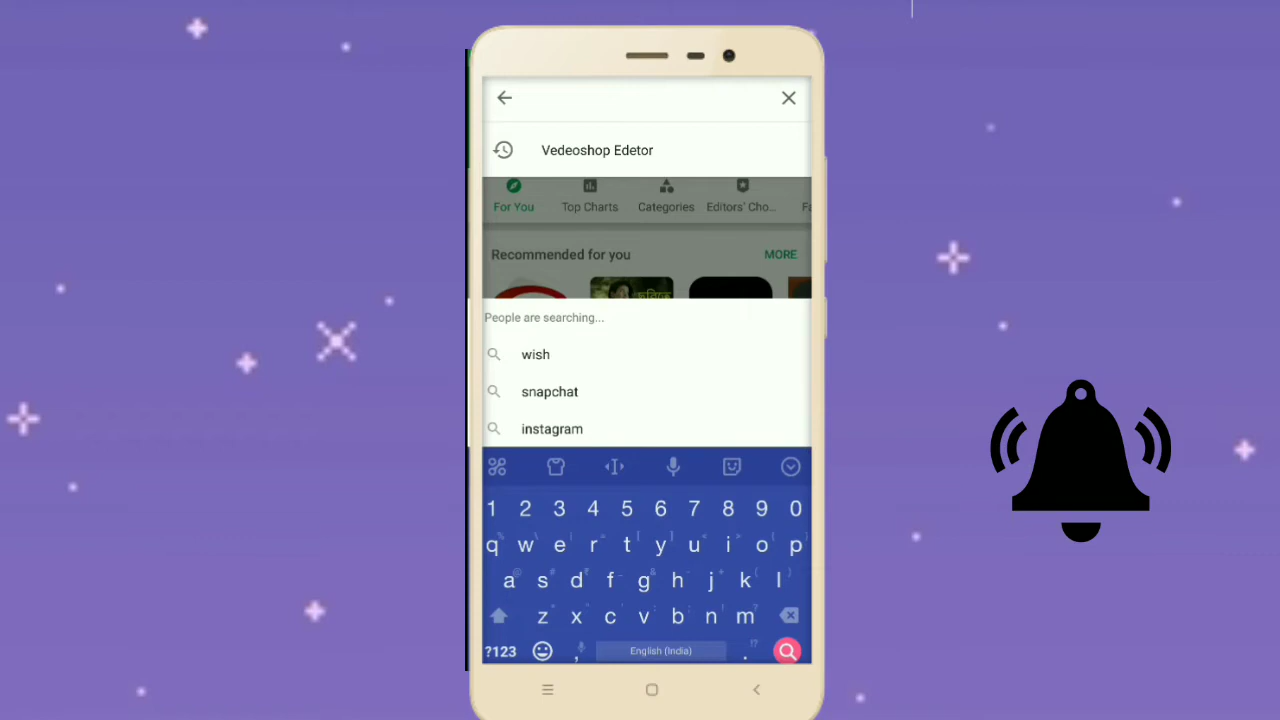 Vedeoshop Edetor
For You Top Charts Categories Editors' Cho...
Recommended for you MORE
ছবিতে
People are searching...
wish
snapchat
instagram
1 2 3 4 5 6 7 8 9 0
q w e r t y u i o p
a s d f g h j k l
z x c v b n m
?123 , English (India) .